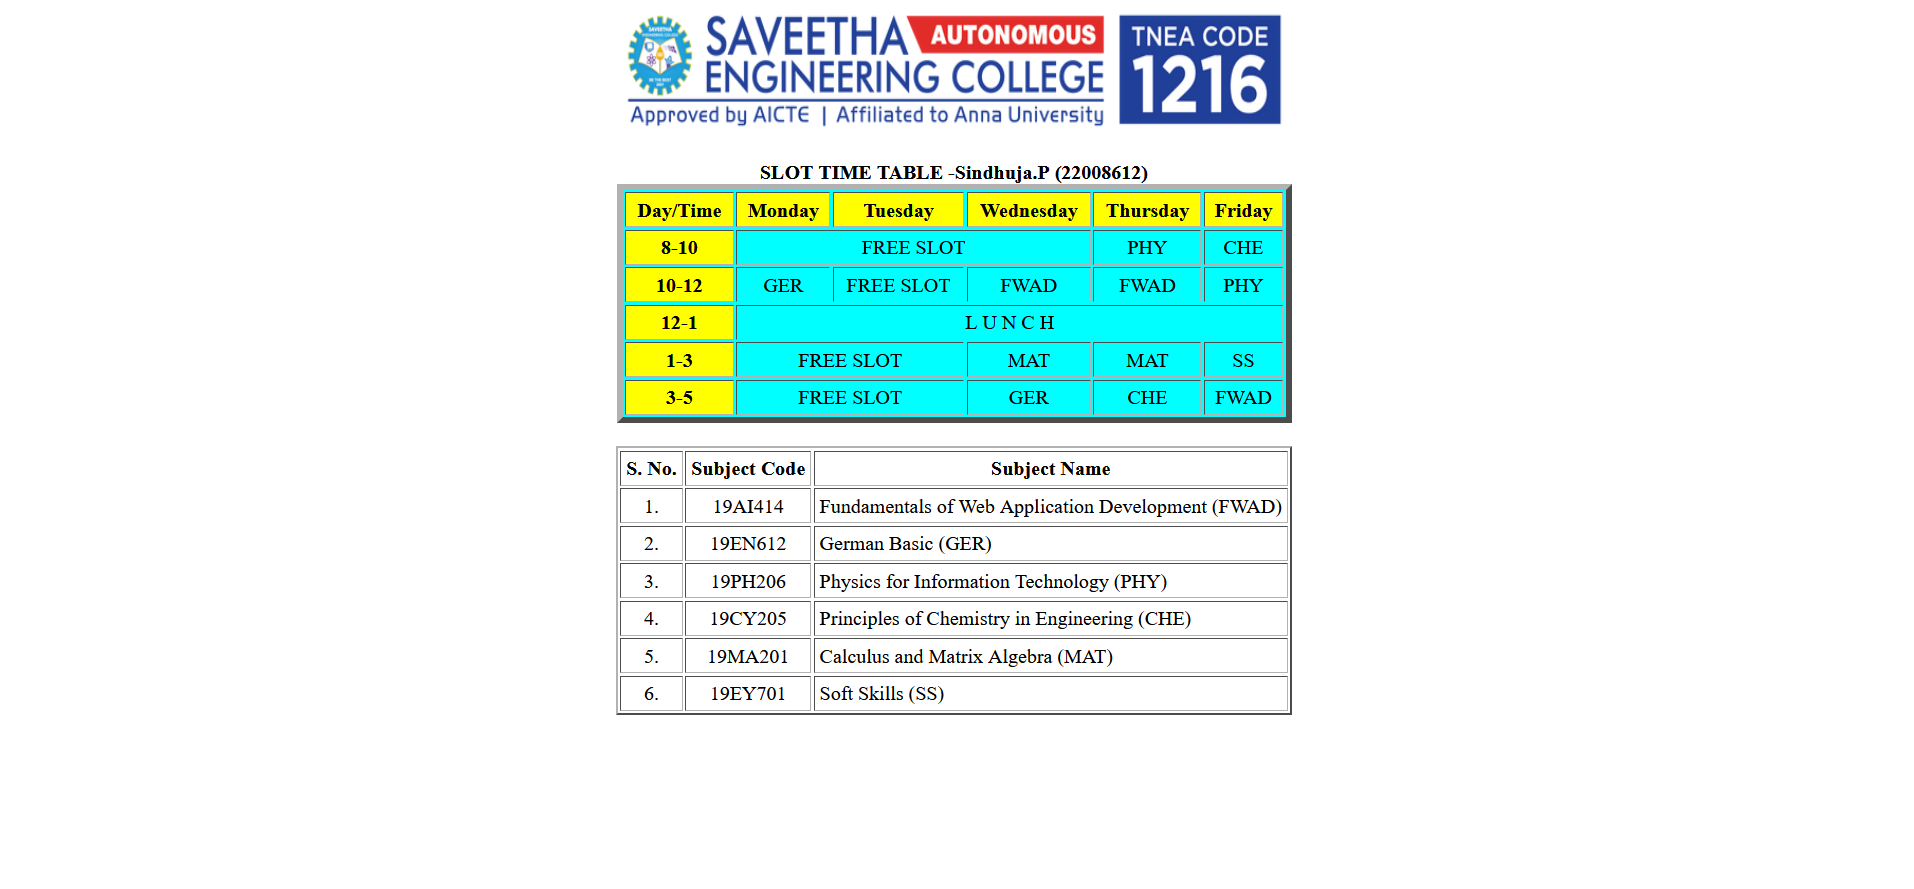 SAVEETHA AUTONOMOUS
ENGINEERING COLLEGE
Approved by AICTE | Affiliated to Anna University
TNEA CODE
1216
SLOT TIME TABLE -Sindhuja.P (22008612)
Day/Time Monday Tuesday Wednesday Thursday Friday
8-10 FREE SLOT PHY CHE
10-12 GER FREE SLOT FWAD FWAD PHY
12-1 L U N C H
1-3 FREE SLOT MAT MAT SS
3-5 FREE SLOT GER CHE FWAD
S. No. Subject Code Subject Name
1. 19AI414 Fundamentals of Web Application Development (FWAD)
2. 19EN612 German Basic (GER)
3. 19PH206 Physics for Information Technology (PHY)
4. 19CY205 Principles of Chemistry in Engineering (CHE)
5. 19MA201 Calculus and Matrix Algebra (MAT)
6. 19EY701 Soft Skills (SS)